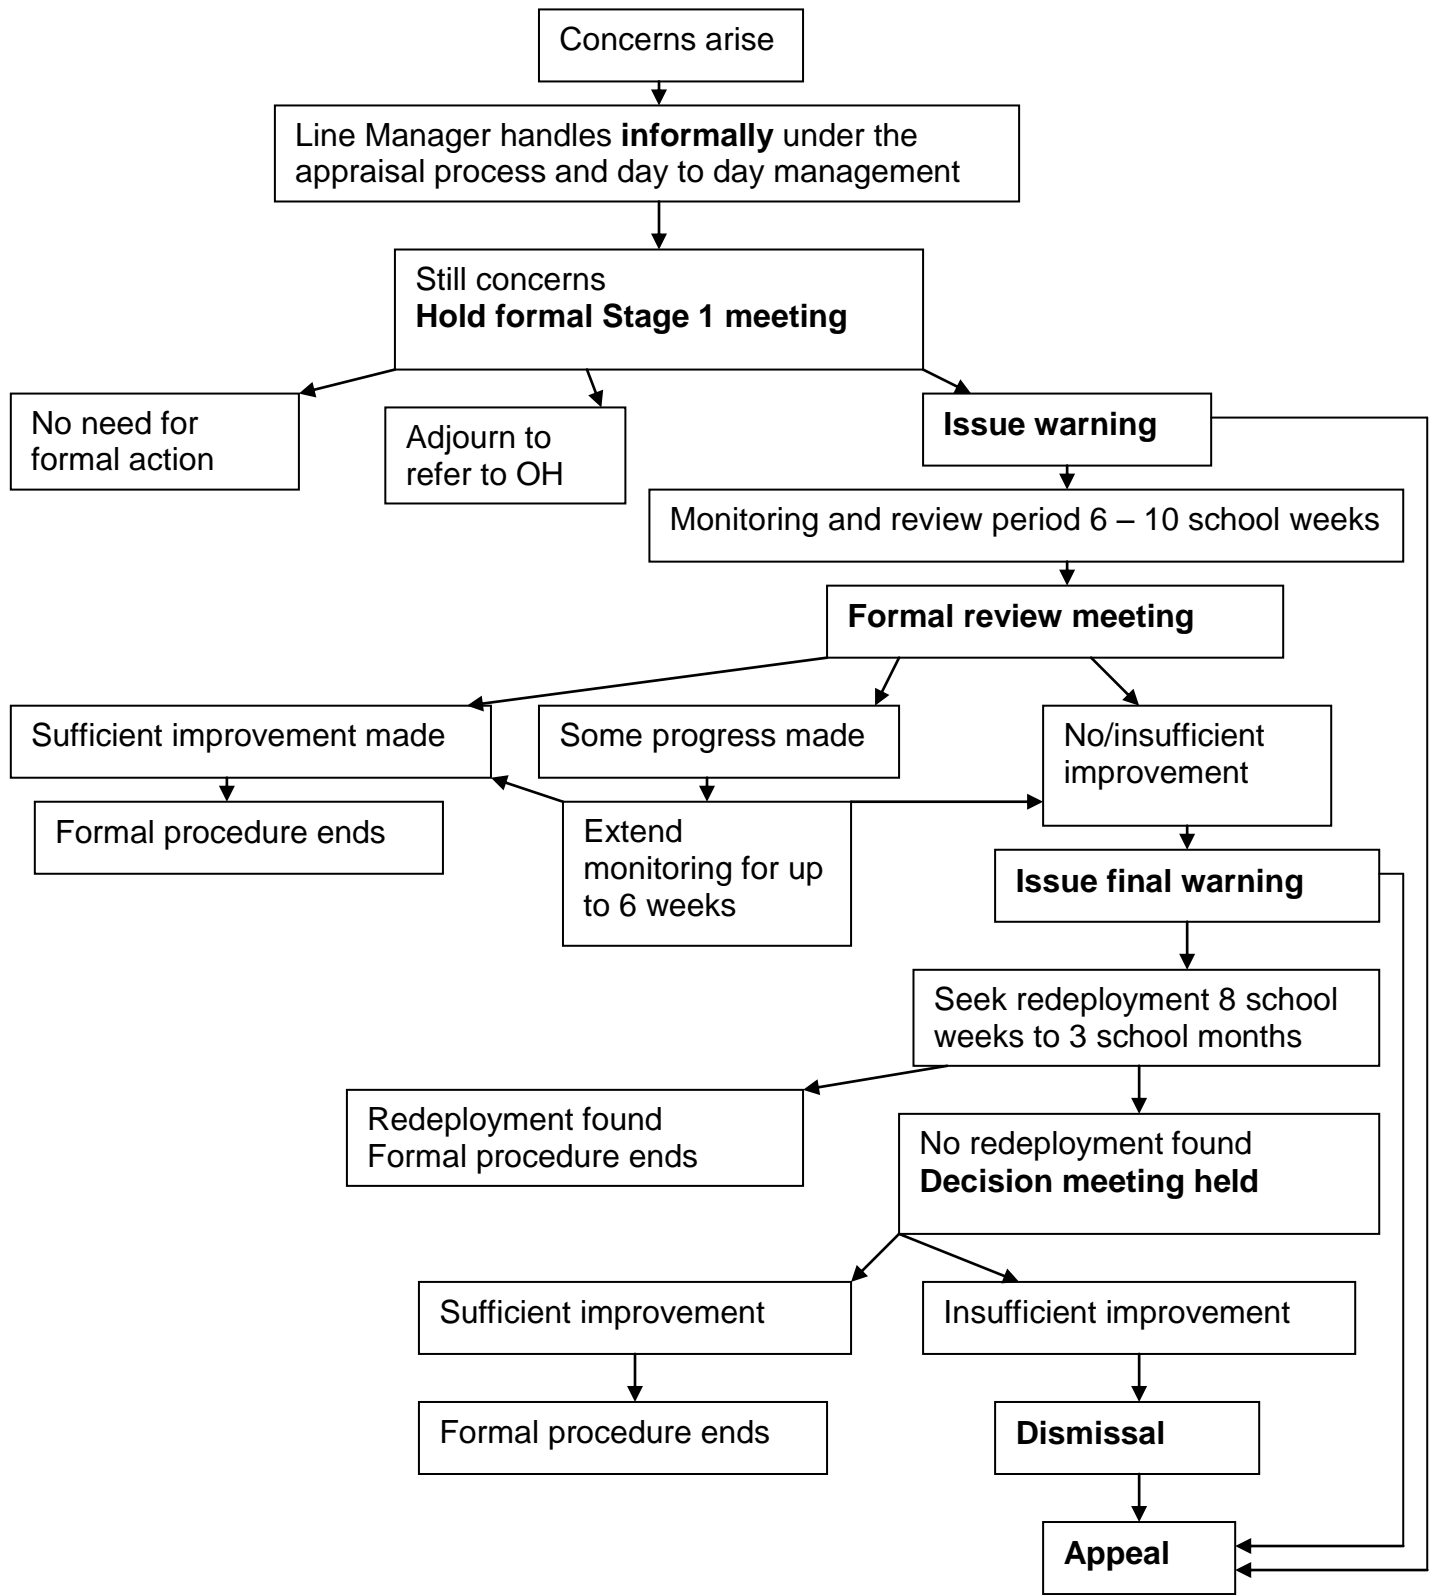 Concerns arise
Line Manager handles informally under the
appraisal process and day to day management
Still concerns
Hold formal Stage 1 meeting
No need for
formal action
Adjourn to
refer to OH
Issue warning
Monitoring and review period 6 – 10 school weeks
Formal review meeting
Sufficient improvement made
Some progress made
No/insufficient
improvement
Formal procedure ends
Extend
monitoring for up
to 6 weeks
Issue final warning
Seek redeployment 8 school
weeks to 3 school months
Redeployment found
Formal procedure ends
No redeployment found
Decision meeting held
Sufficient improvement
Insufficient improvement
Formal procedure ends
Dismissal
Appeal